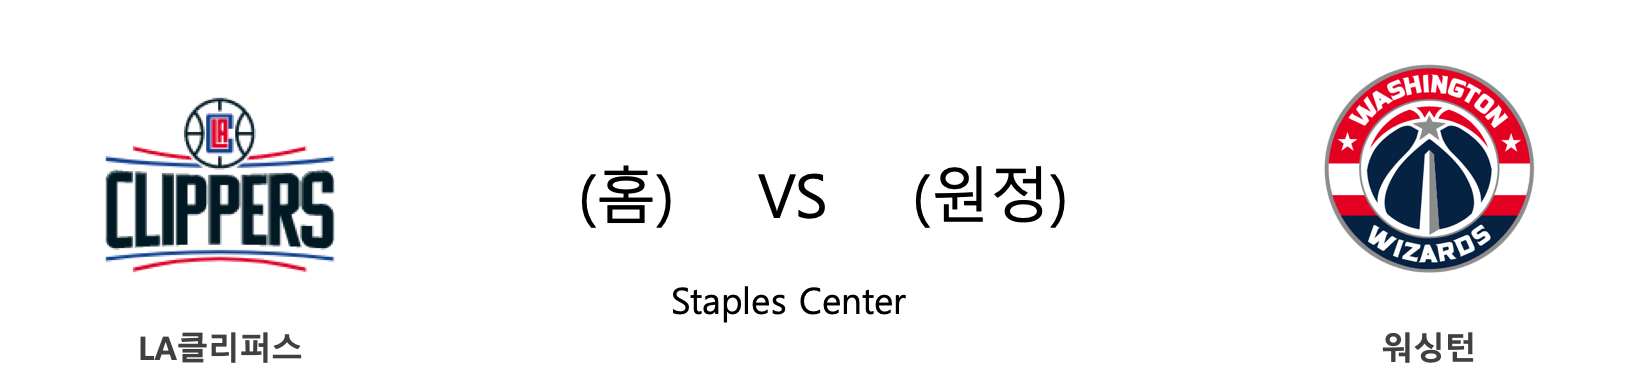 LA
CLIPPERS
(홈) VS (원정)
Staples Center
LA클리퍼스
WASHINGTON
WIZARDS
워싱턴